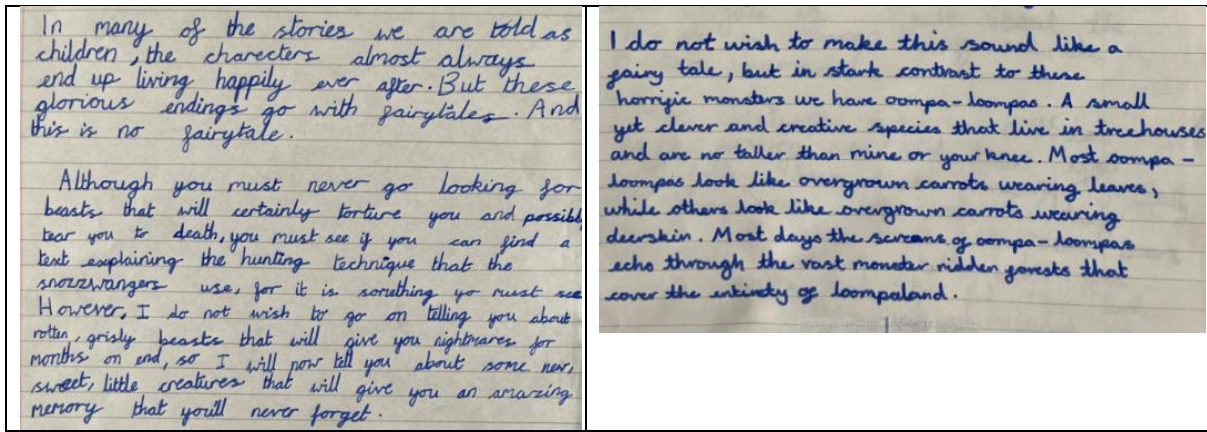 In many of the stories we are told as
children, the charecters almost always
end up living happily ever after. But these
glorious endings go with fairytales. And
this is no fairytale.
Although you must never go looking for
beasts that will certainly torture you and possibl
tear you to death, you must see if you can find a
text explaining the hunting technique that the
snozzwangers use, for it is something yo must see
However, I do not wish to go on telling you about
rotten, grisly beasts that will give you nightmares for
months on end, so I will now tell you about some new,
sweet, little creatures that will give you an amazing
memory that you'll never forget.
I do not wish to make this sound like a
fairy tale, but in stark contrast to these
horrific monsters we have oompa-loompas. A small
yet clever and creative species that live in treehouses
and are no taller than mine or your knee. Most oompa-
loompas look like overgrown carrots wearing leaves,
while others look like overgrown carrots wearing
deerskin. Most days the screams of oompa-loompas
echo through the vast monster ridden forests that
cover the entirety of loompaland.